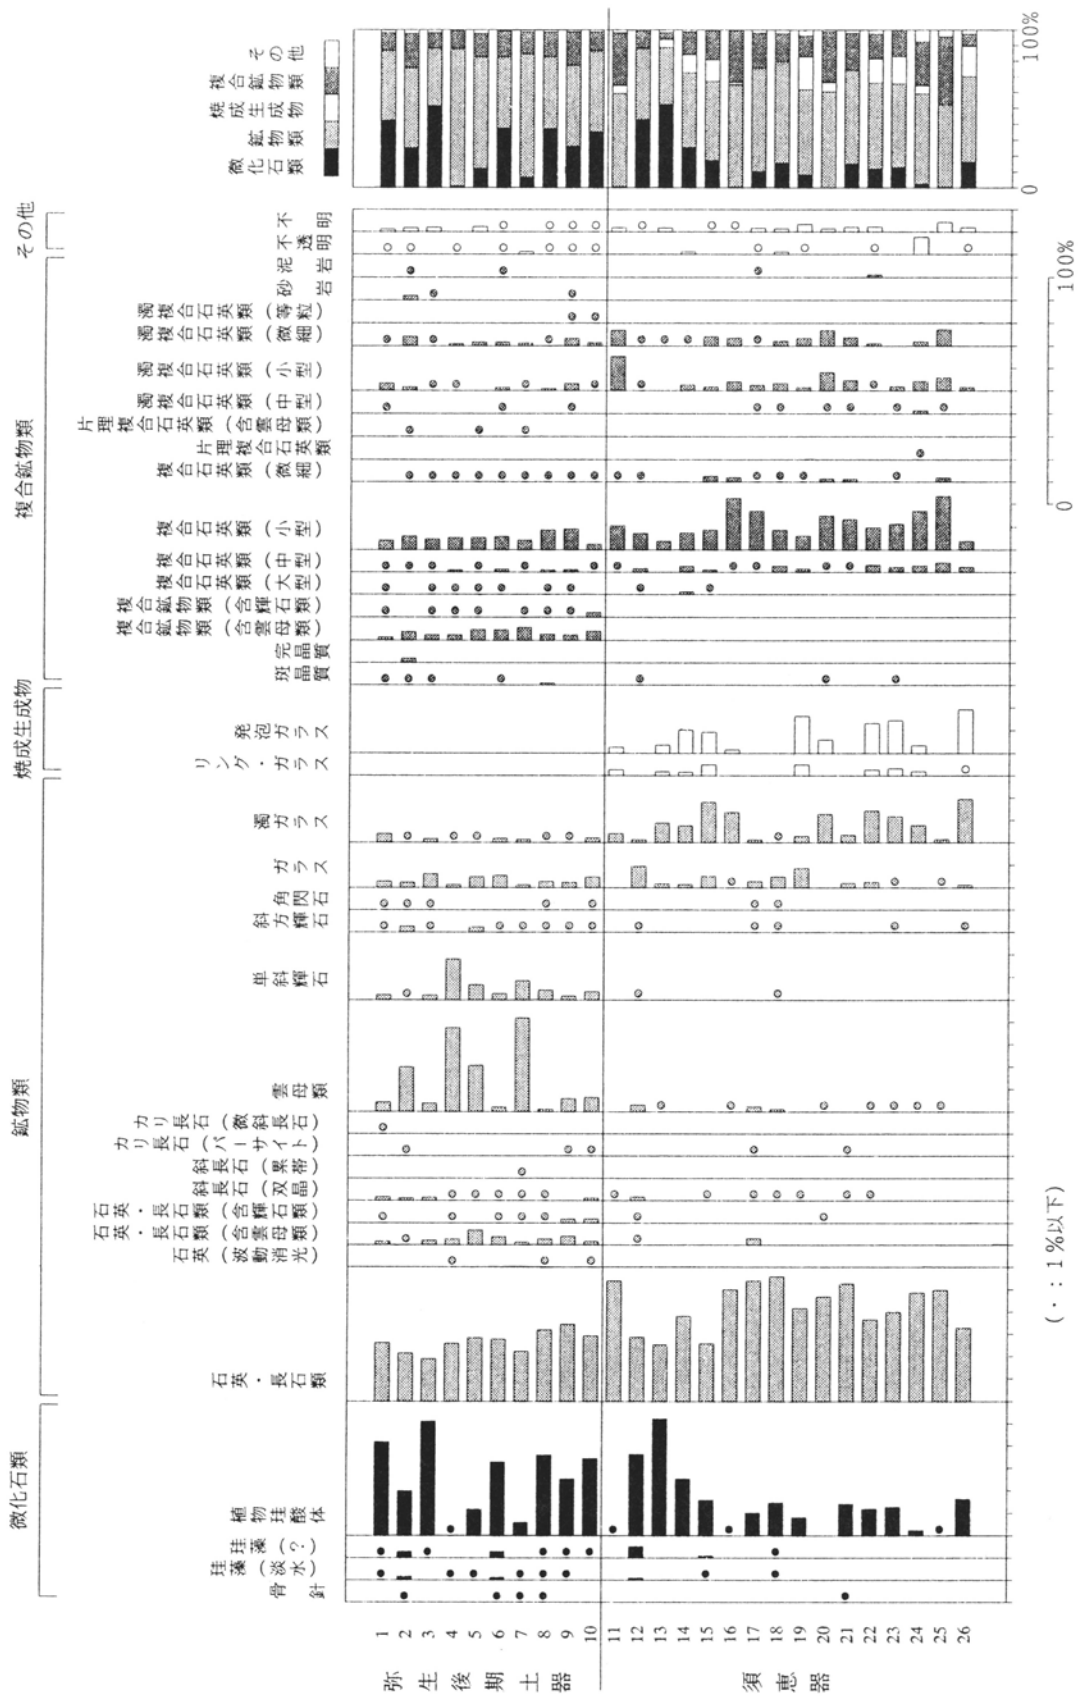 微化石類
鉱物類
焼成生成物
複合鉱物類
その他
骨針
珪藻(淡水)
珪藻(?)
植物珪酸体
石英・長石類
石英(波動消光)
石英・長石類(含雲母類)
石英・長石類(含輝石類)
斜長石(双晶)
斜長石(累帯)
カリ長石(パーサイト)
カリ長石(微斜長石)
雲母類
単斜輝石
斜方輝石
角閃石
ガラス
濁ガラス
リング・ガラス
発泡ガラス
斑晶質
完晶質
複合鉱物類(含雲母類)
複合鉱物類(含輝石類)
複合石英類(大型)
複合石英類(中型)
複合石英類(小型)
複合石英類(微細)
片理複合石英類
片理複合石英類(含雲母類)
濁複合石英類(中型)
濁複合石英類(小型)
濁複合石英類(微細)
濁複合石英類(等粒)
砂岩
泥岩
不透明
不明
微化石類
鉱物類
焼成生成物
複合鉱物類
その他
弥生後期土器
1
2
3
4
5
6
7
8
9
10
須恵器
11
12
13
14
15
16
17
18
19
20
21
22
23
24
25
26
0
100%
0
100%
(・:1%以下)